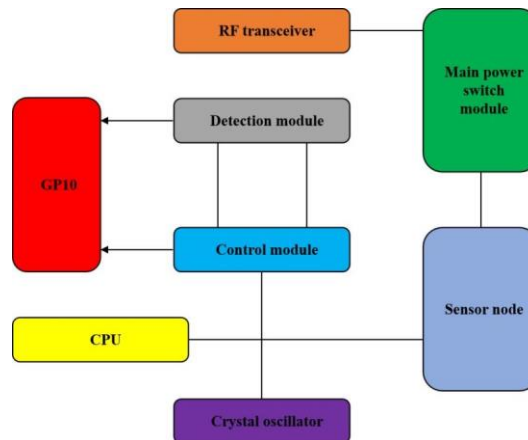 RF transceiver
Main power
switch
module
Detection module
GP10
Control module
Sensor node
CPU
Crystal oscillator